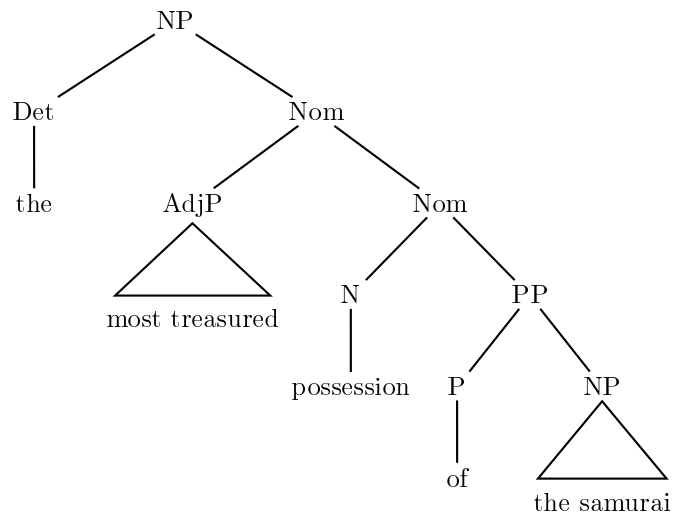 NP
Det Nom
the AdjP Nom
most treasured N PP
possession P NP
of the samurai